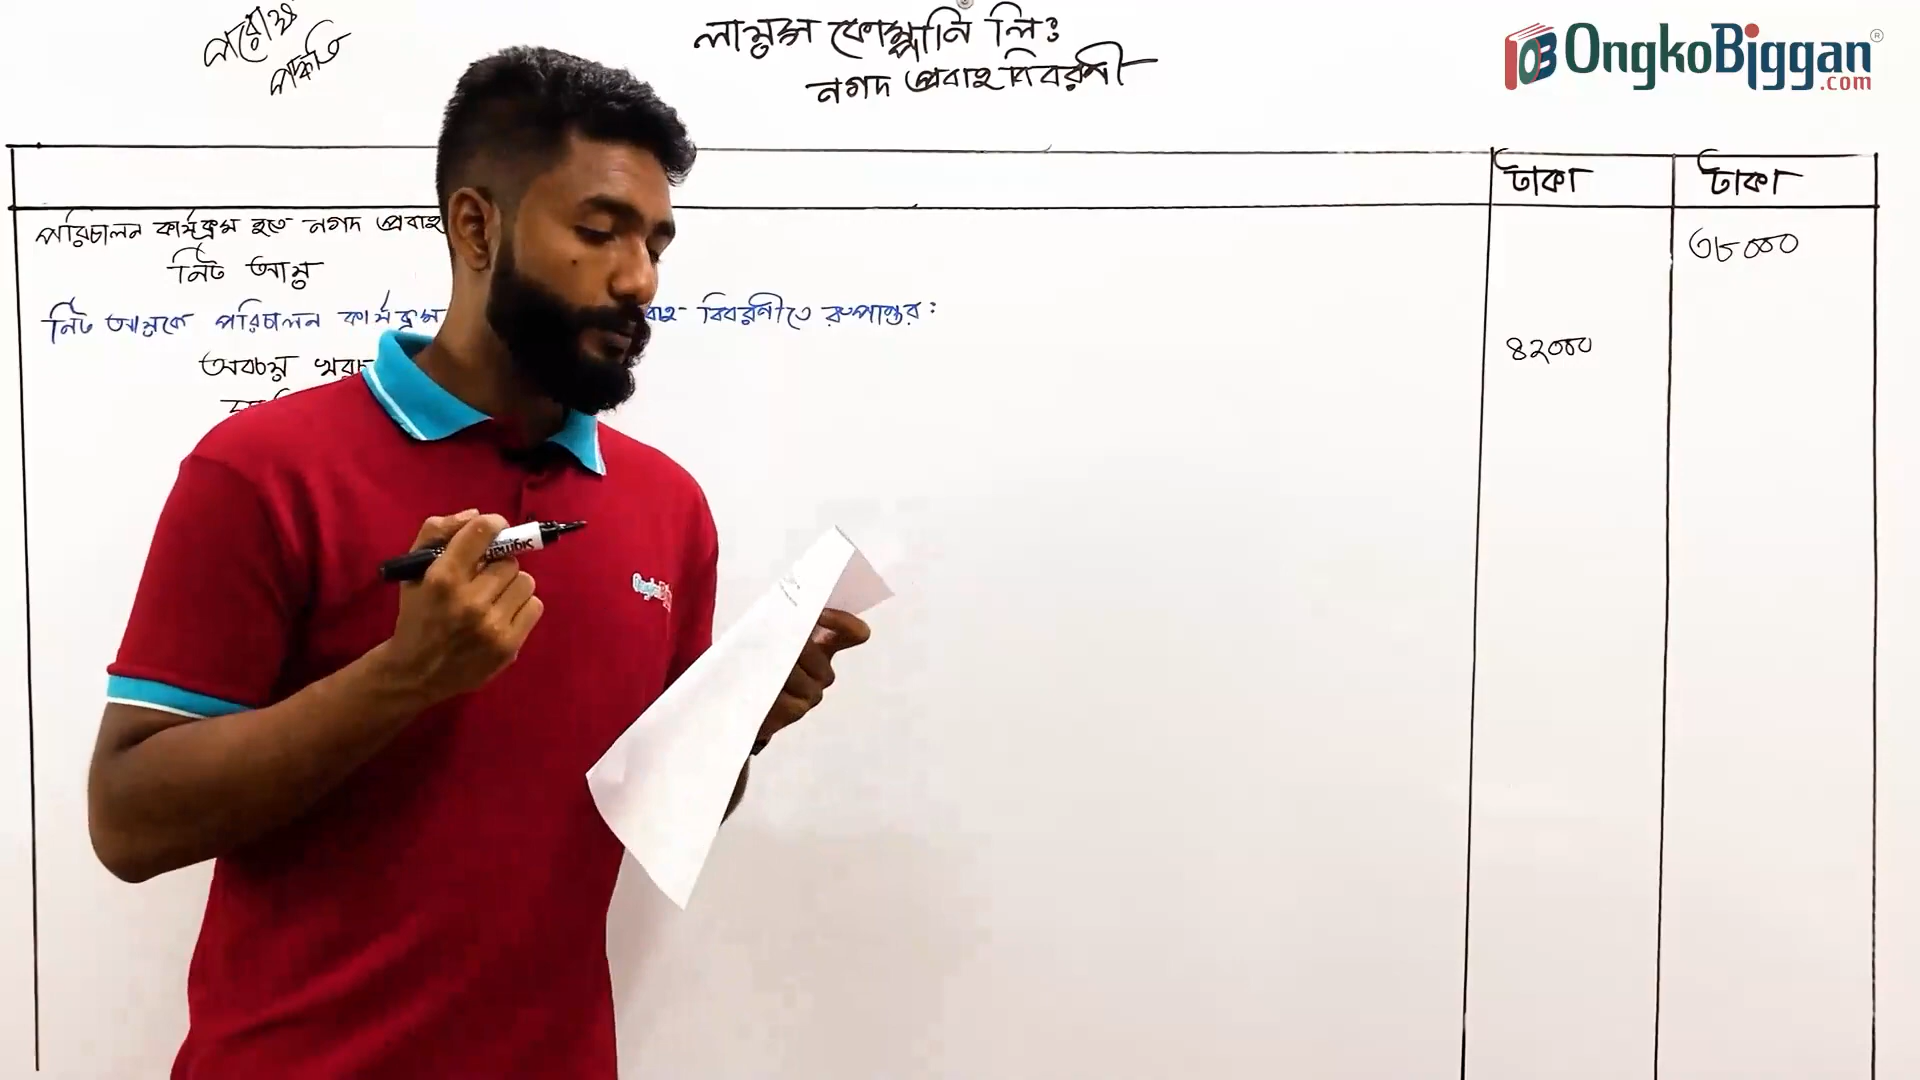 পরোক্ষ
পদ্ধতি
লায়ন্স কোম্পানি লিঃ
নগদ প্রবাহ বিবরণী
OngkoBiggan®
.com
টাকা টাকা
পরিচালন কার্যক্রম হতে নগদ প্রবাহ
নিট আয় ৩৮০০০
নিট আয়কে পরিচালন কার্যক্রম বাহ বিবরণীতে রুপান্তর:
অবচয় খরচ ৪২০০০